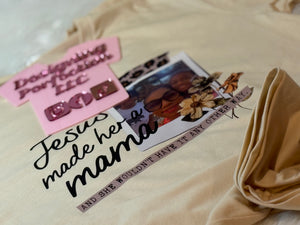 Designing
Perfection
LLC
Jesus
made her a
mama
AND SHE WOULDN'T HAVE IT ANY OTHER WAY